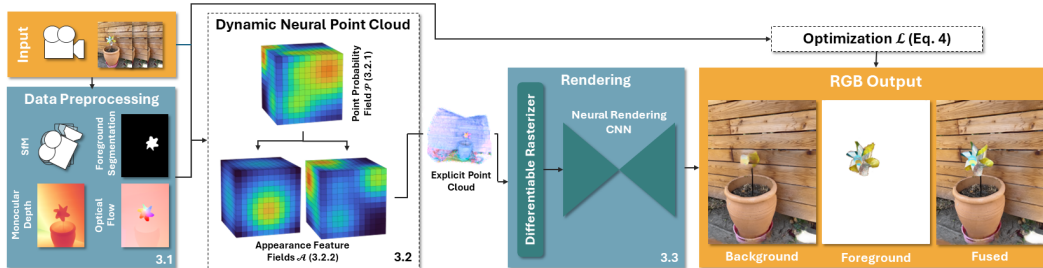 Input
Data Preprocessing
SfM
Foreground
Segmentation
Monocular
Depth
Optical
Flow
3.1
Dynamic Neural Point Cloud
Point Probability
Field 𝒫 (3.2.1)
Appearance Feature
Fields 𝒜 (3.2.2)
3.2
Explicit Point
Cloud
Rendering
Differentiable Rasterizer
Neural Rendering
CNN
3.3
Optimization ℒ (Eq. 4)
RGB Output
Background
Foreground
Fused